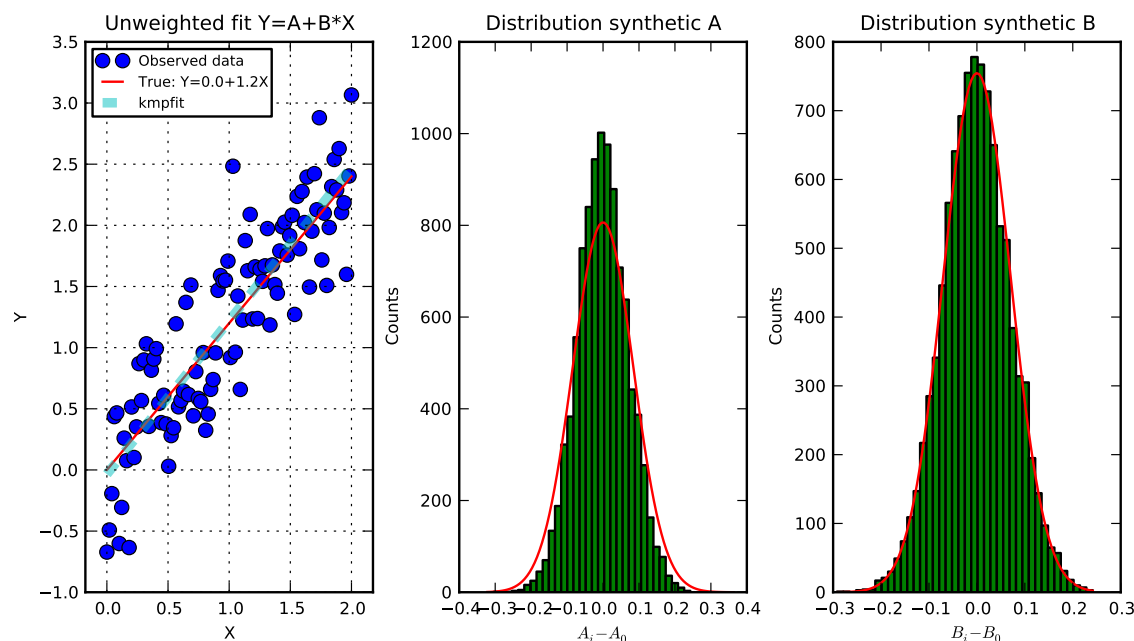 Unweighted fit Y=A+B*X
3.5
3.0
2.5
2.0
1.5
1.0
0.5
0.0
−0.5
−1.0
Y
Observed data
True: Y=0.0+1.2X
kmpfit
0.0 0.5 1.0 1.5 2.0
X
Distribution synthetic A
1200
1000
800
600
400
200
0
Counts
−0.4 −0.3 −0.2 −0.1 0.0 0.1 0.2 0.3 0.4
A_i − A_0
Distribution synthetic B
800
700
600
500
400
300
200
100
0
Counts
−0.3 −0.2 −0.1 0.0 0.1 0.2 0.3
B_i − B_0